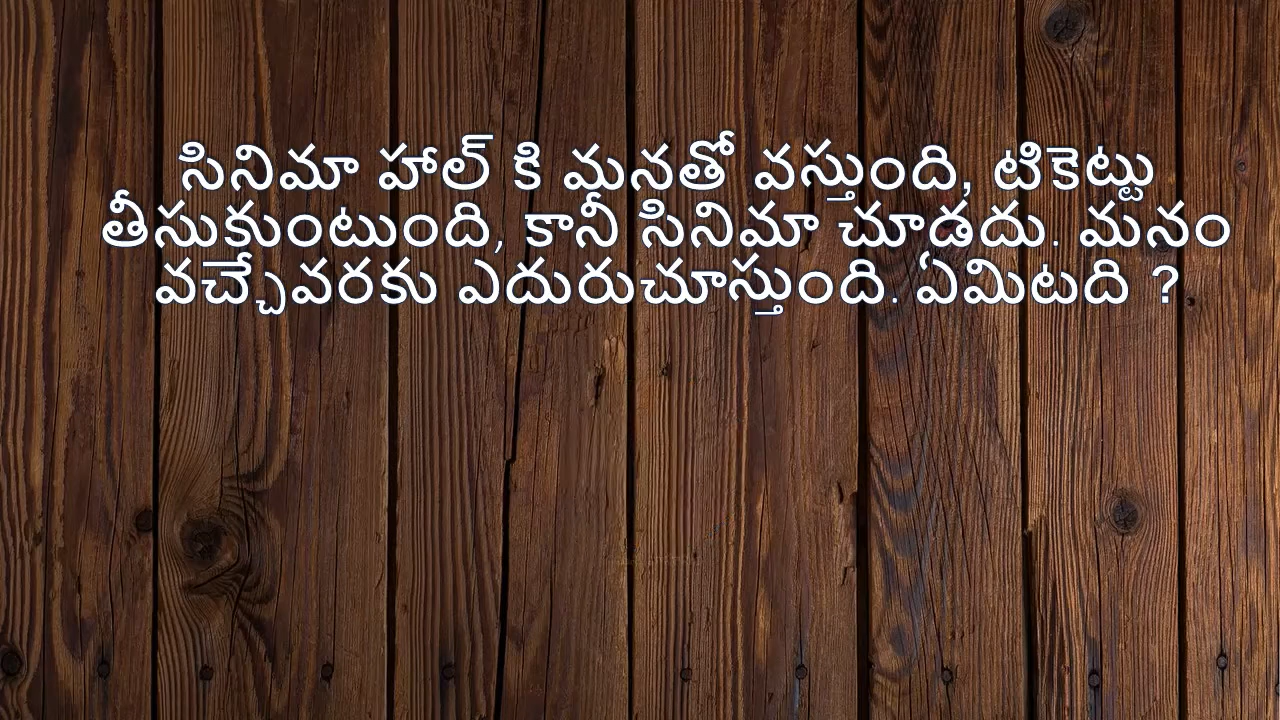 సినిమా హాల్ కి మనతో వస్తుంది, టికెట్టు
తీసుకుంటుంది, కానీ సినిమా చూడదు. మనం
వచ్చేవరకు ఎదురుచూస్తుంది. ఏమిటది ?